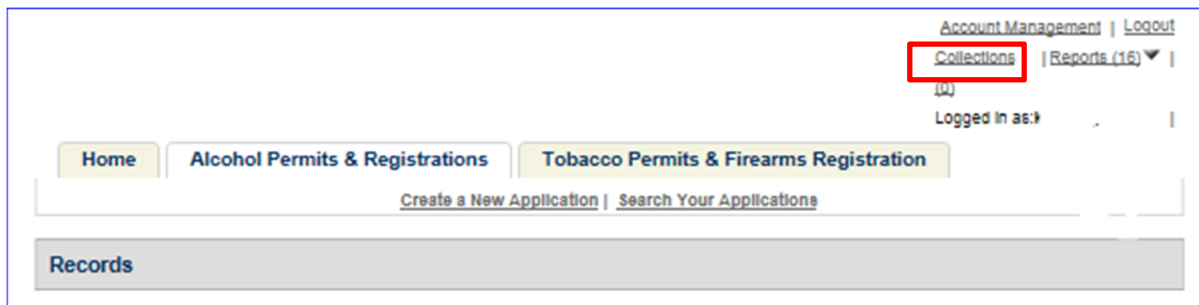 Account Management | Logout
Collections | Reports (16) |
(0)
Logged in as: |
Home Alcohol Permits & Registrations Tobacco Permits & Firearms Registration
Create a New Application | Search Your Applications
Records